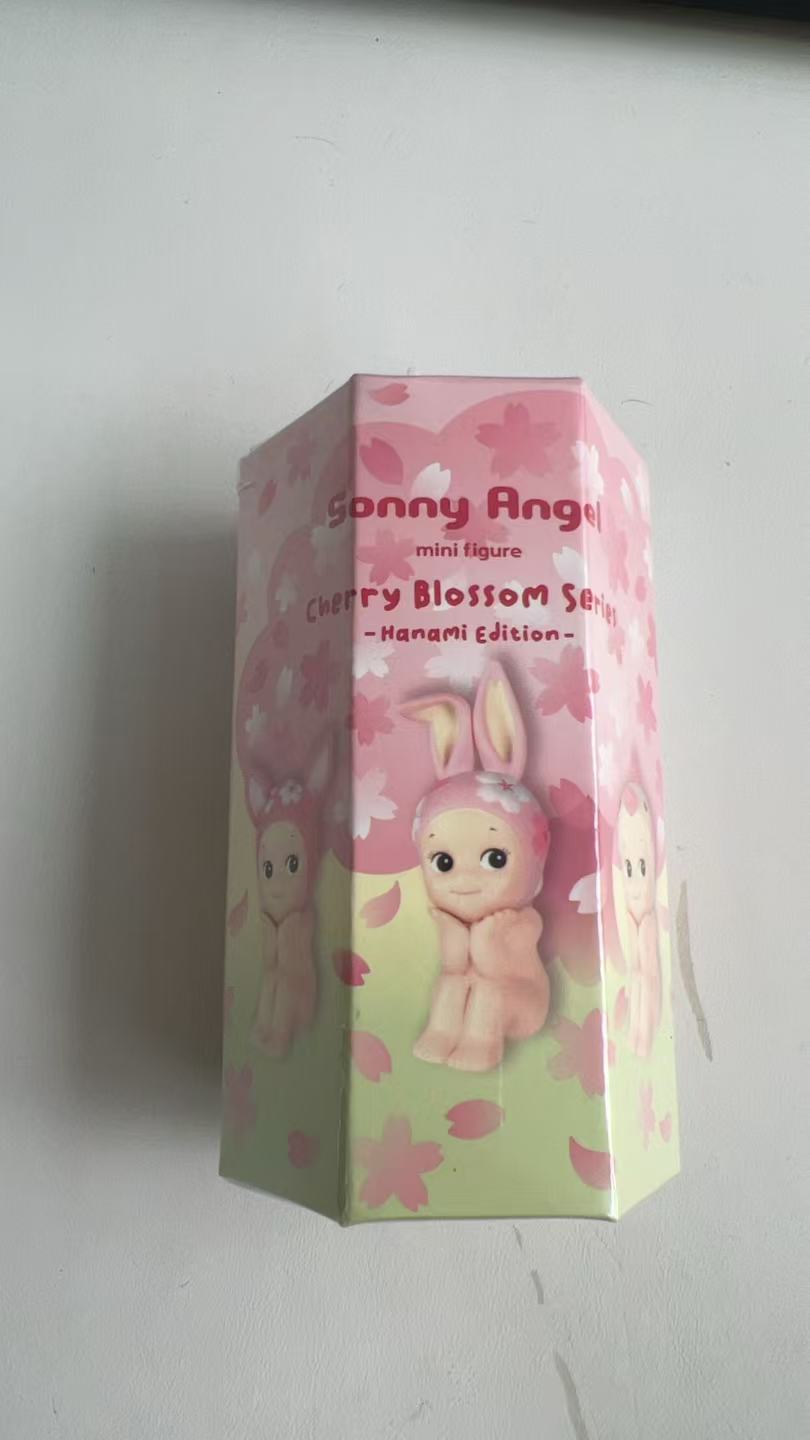 Sonny Angel
mini figure
Cherry Blossom Series
-Hanami Edition-